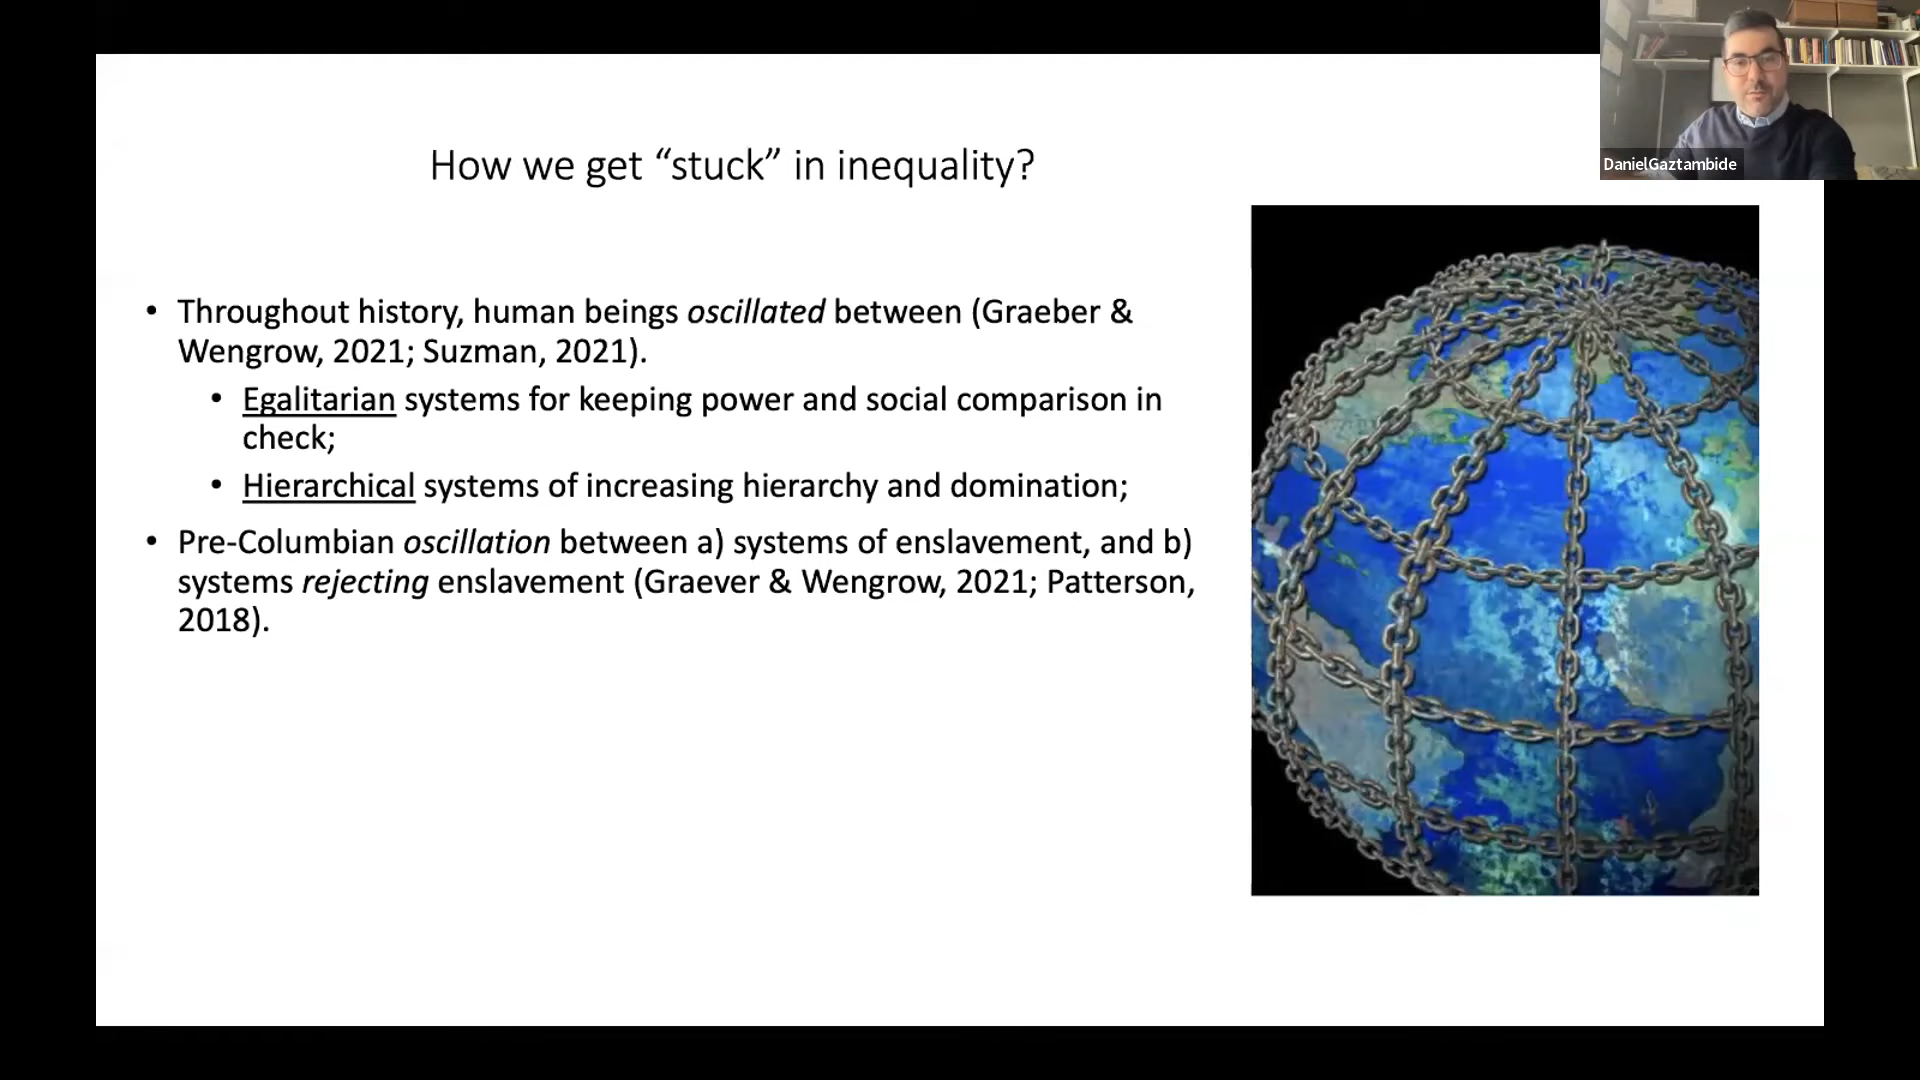 DanielGaztambide
How we get “stuck” in inequality?
• Throughout history, human beings oscillated between (Graeber &
Wengrow, 2021; Suzman, 2021).
• Egalitarian systems for keeping power and social comparison in
check;
• Hierarchical systems of increasing hierarchy and domination;
• Pre-Columbian oscillation between a) systems of enslavement, and b)
systems rejecting enslavement (Graever & Wengrow, 2021; Patterson,
2018).